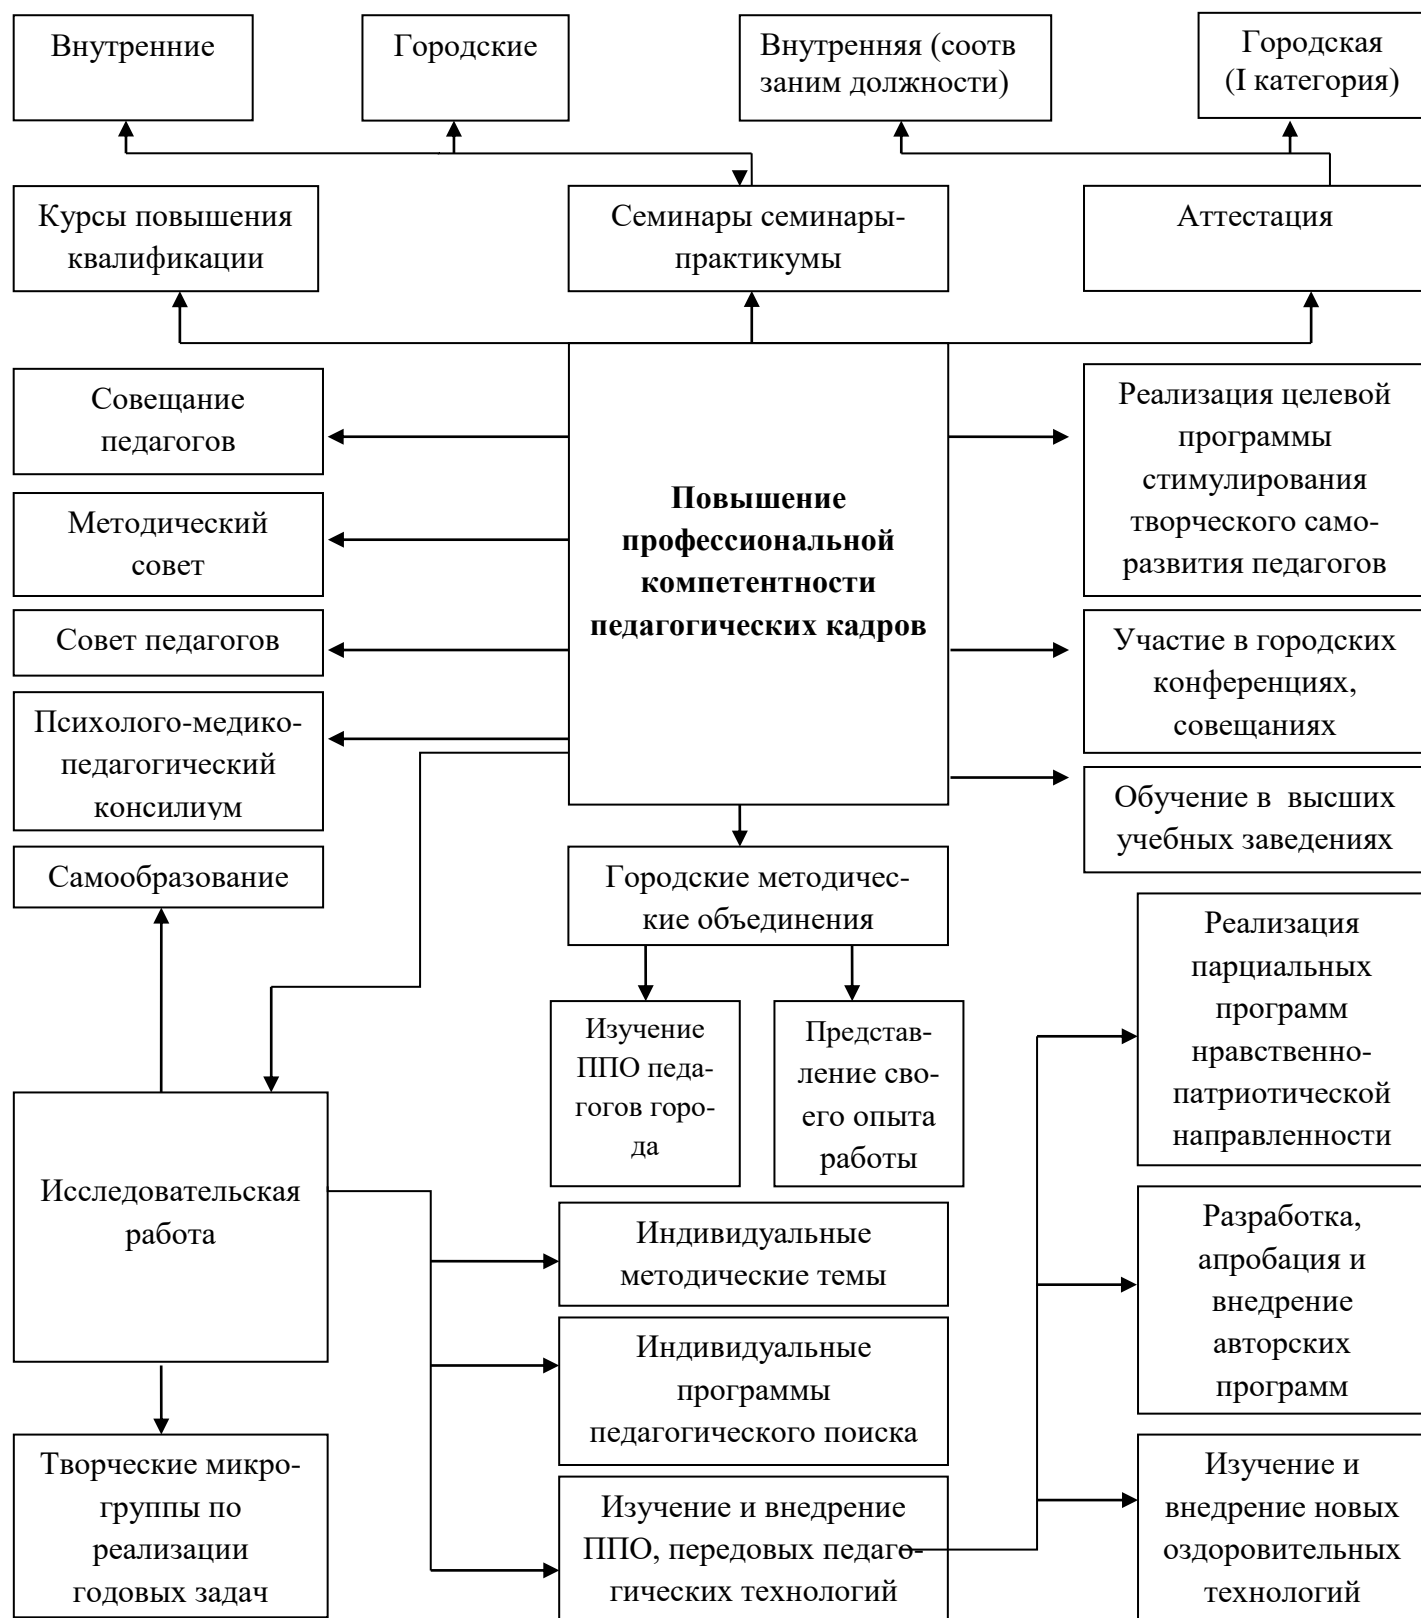 Внутренние
Городские
Внутренняя (соотв
заним должности)
Городская
(I категория)
Курсы повышения
квалификации
Семинары семинары-
практикумы
Аттестация
Совещание
педагогов
Методический
совет
Совет педагогов
Психолого-медико-
педагогический
консилиум
Самообразование
Повышение
профессиональной
компетентности
педагогических кадров
Реализация целевой
программы
стимулирования
творческого само-
развития педагогов
Участие в городских
конференциях,
совещаниях
Обучение в высших
учебных заведениях
Городские методичес-
кие объединения
Изучение
ППО педа-
гогов горо-
да
Представ-
ление сво-
его опыта
работы
Реализация
парциальных
программ
нравственно-
патриотической
направленности
Исследовательская
работа
Индивидуальные
методические темы
Разработка,
апробация и
внедрение
авторских
программ
Индивидуальные
программы
педагогического поиска
Творческие микро-
группы по
реализации
годовых задач
Изучение и внедрение
ППО, передовых педаго-
гических технологий
Изучение и
внедрение новых
оздоровительных
технологий